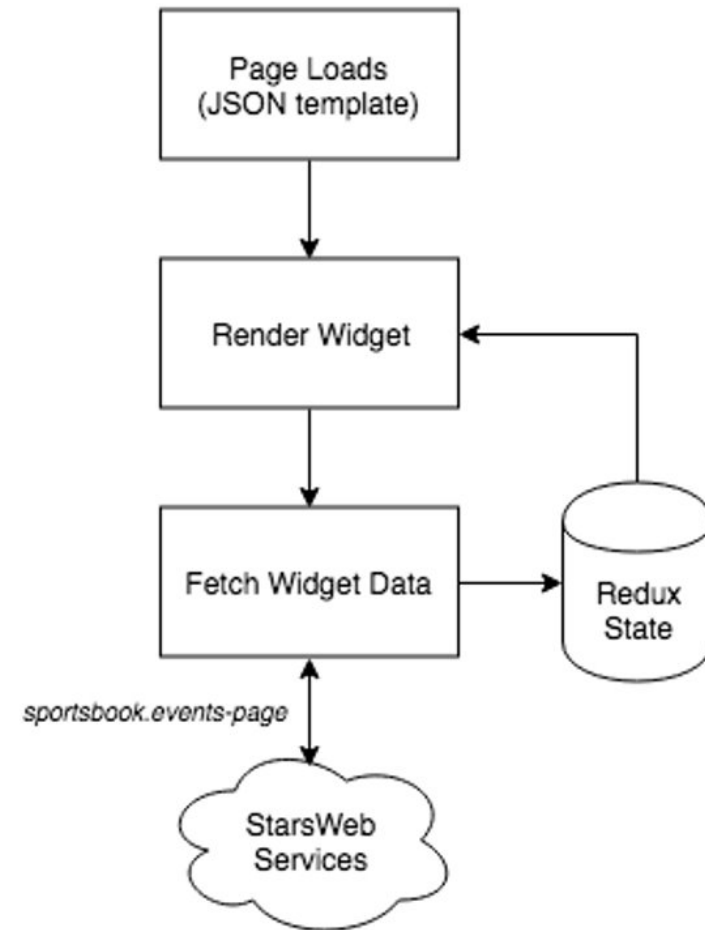 Page Loads
(JSON template)
Render Widget
Fetch Widget Data
Redux
State
sportsbook.events-page
StarsWeb
Services